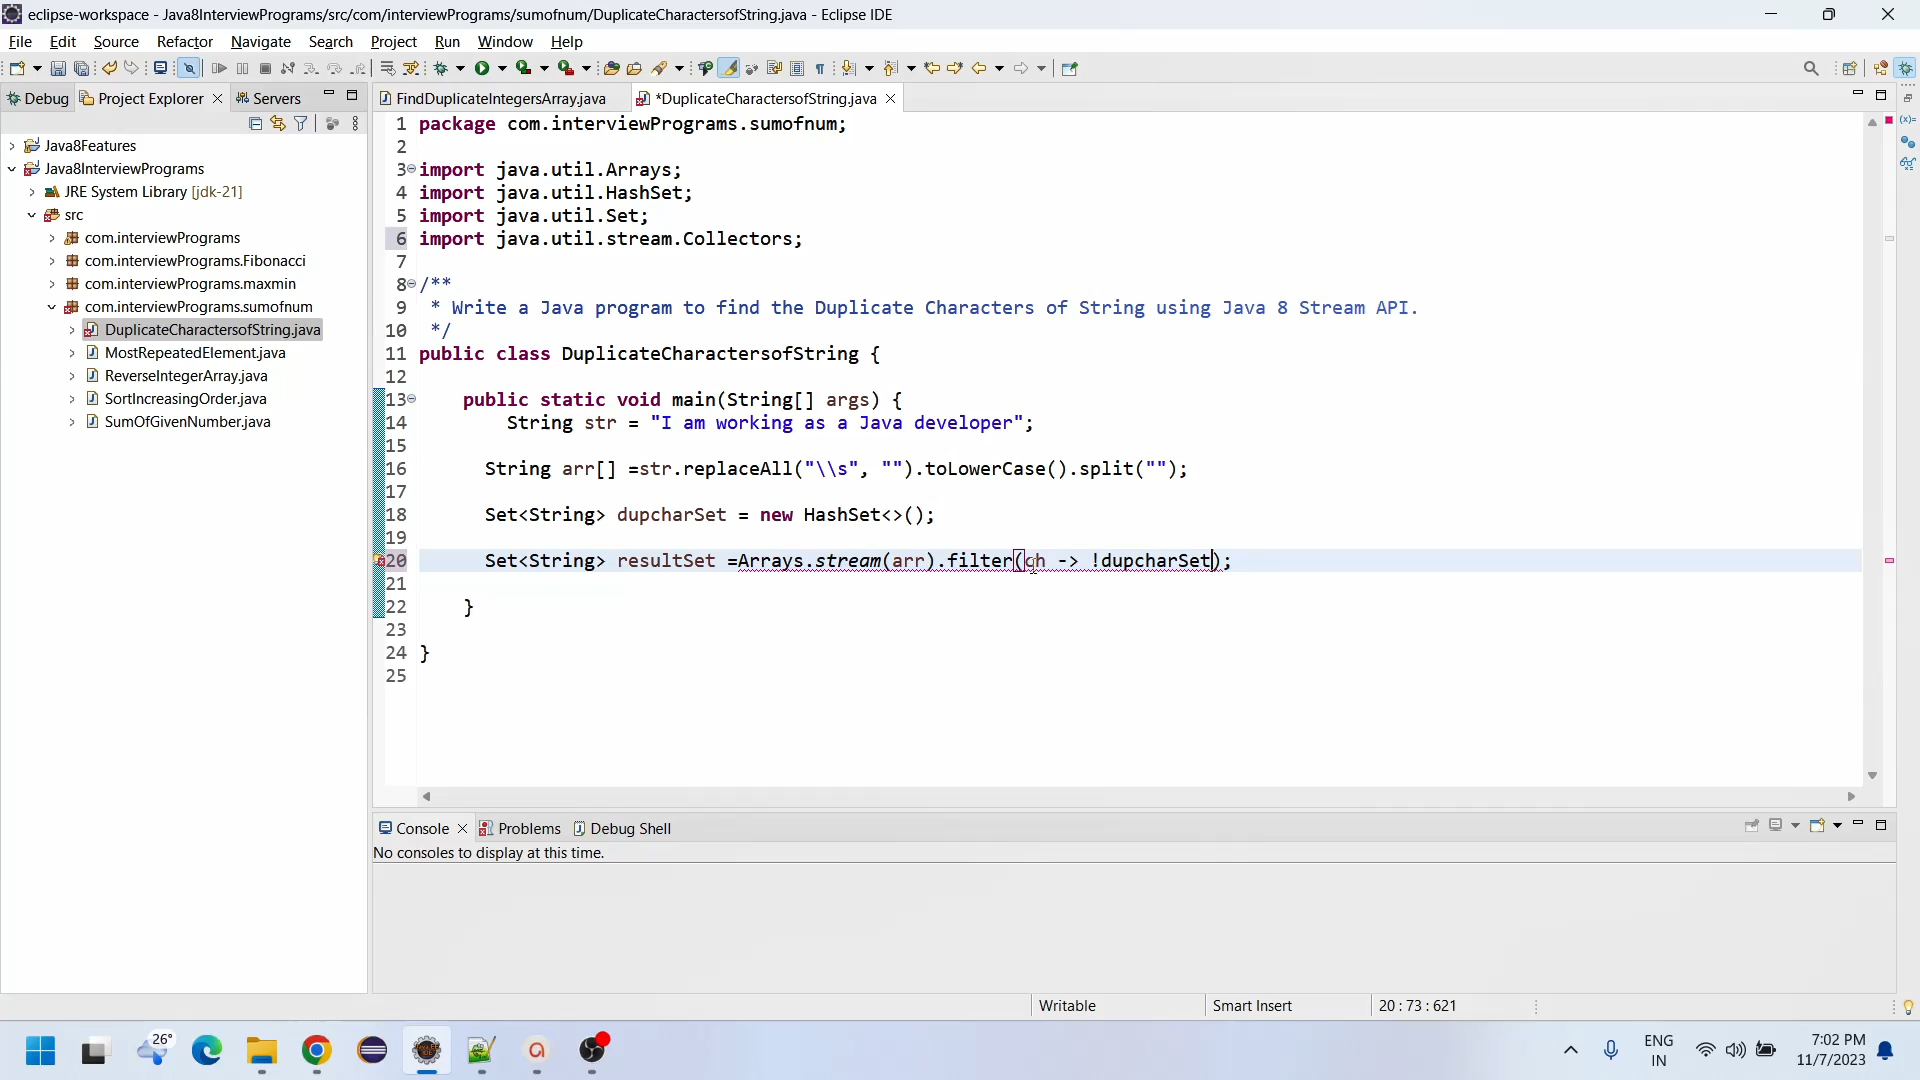 eclipse-workspace - Java8InterviewPrograms/src/com/interviewPrograms/sumofnum/DuplicateCharactersofString.java - Eclipse IDE
File Edit Source Refactor Navigate Search Project Run Window Help
Debug Project Explorer Servers FindDuplicateIntegersArray.java *DuplicateCharactersofString.java
Java8Features
Java8InterviewPrograms
JRE System Library [jdk-21]
src
com.interviewPrograms
com.interviewPrograms.Fibonacci
com.interviewPrograms.maxmin
com.interviewPrograms.sumofnum
DuplicateCharactersofString.java
MostRepeatedElement.java
ReverseIntegerArray.java
SortIncreasingOrder.java
SumOfGivenNumber.java
1 package com.interviewPrograms.sumofnum;
2
3 import java.util.Arrays;
4 import java.util.HashSet;
5 import java.util.Set;
6 import java.util.stream.Collectors;
7
8 /**
9 * Write a Java program to find the Duplicate Characters of String using Java 8 Stream API.
10 */
11 public class DuplicateCharactersofString {
12
13 public static void main(String[] args) {
14 String str = "I am working as a Java developer";
15
16 String arr[] =str.replaceAll("\\s", "").toLowerCase().split("");
17
18 Set<String> dupcharSet = new HashSet<>();
19
20 Set<String> resultSet =Arrays.stream(arr).filter(ch -> !dupcharSet);
21
22 }
23
24 }
25
Console Problems Debug Shell
No consoles to display at this time.
Writable Smart Insert 20 : 73 : 621
26°
ENG
IN
7:02 PM
11/7/2023